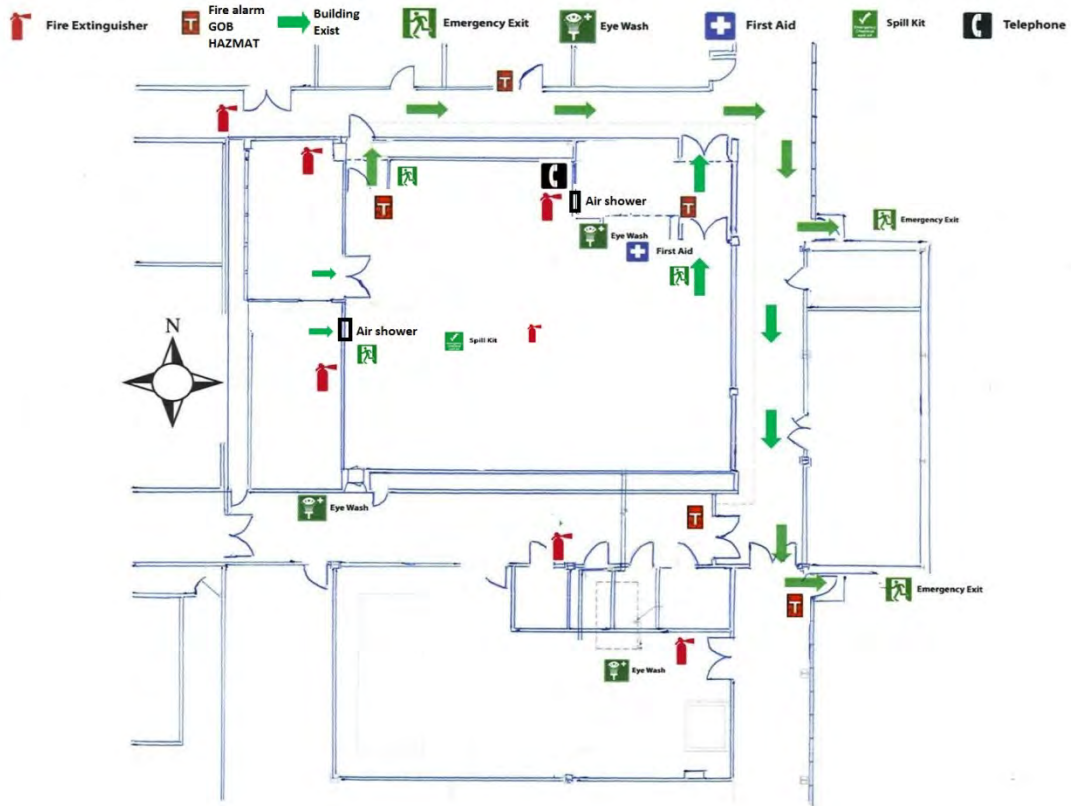 Fire Extinguisher
Fire alarm
GOB
HAZMAT
Building
Exist
Emergency Exit
Eye Wash
First Aid
Spill Kit
Telephone
T
T
Air shower
T
T
Eye Wash
First Aid
Emergency Exit
N
Air shower
Spill Kit
Eye Wash
T
Emergency Exit
T
Eye Wash